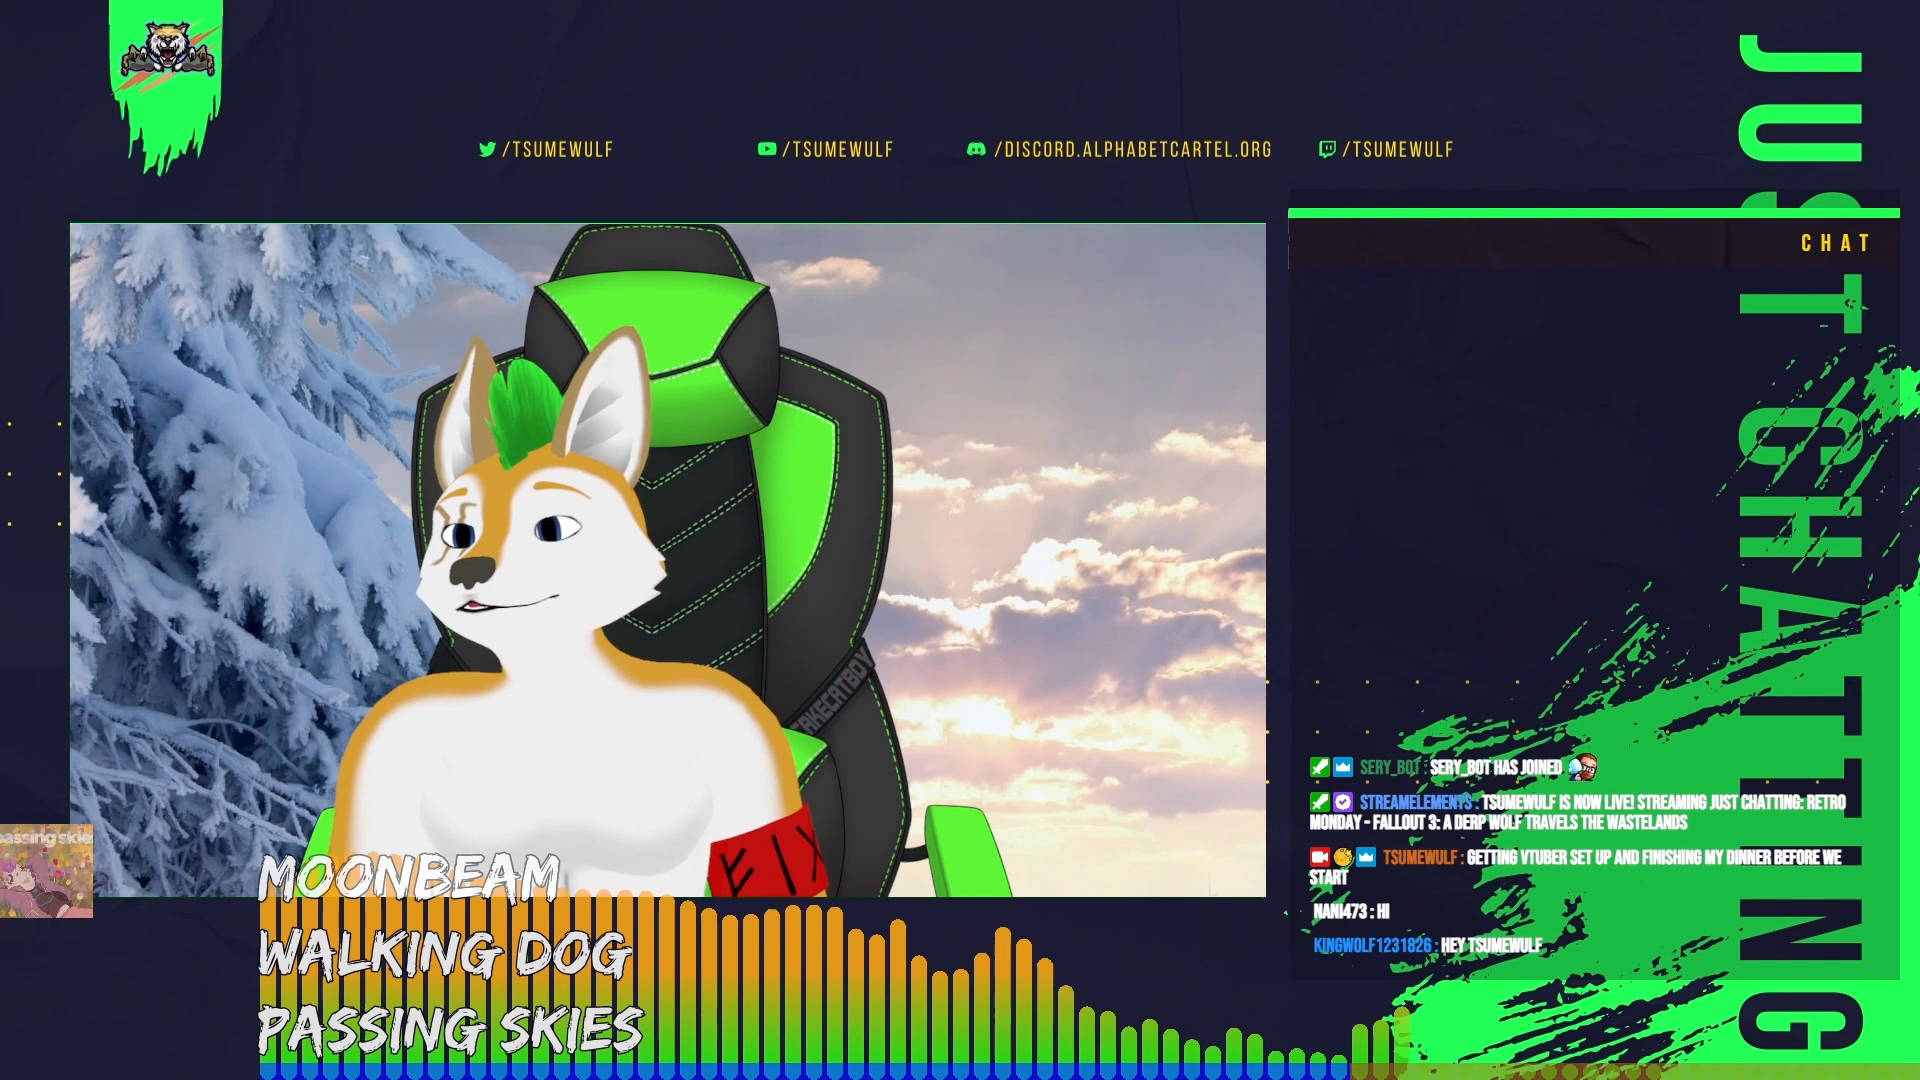 /TSUMEWULF
/TSUMEWULF
/DISCORD.ALPHABETCARTEL.ORG
/TSUMEWULF
JUST CHATTING
CHAT
SERY_BOT : SERY_BOT HAS JOINED
STREAMELEMENTS : TSUMEWULF IS NOW LIVE! STREAMING JUST CHATTING: RETRO
MONDAY - FALLOUT 3: A DERP WOLF TRAVELS THE WASTELANDS
TSUMEWULF : GETTING VTUBER SET UP AND FINISHING MY DINNER BEFORE WE
START
NANI473 : HI
KINGWOLF1231826 : HEY TSUMEWULF
passing skies
MOONBEAM
WALKING DOG
PASSING SKIES